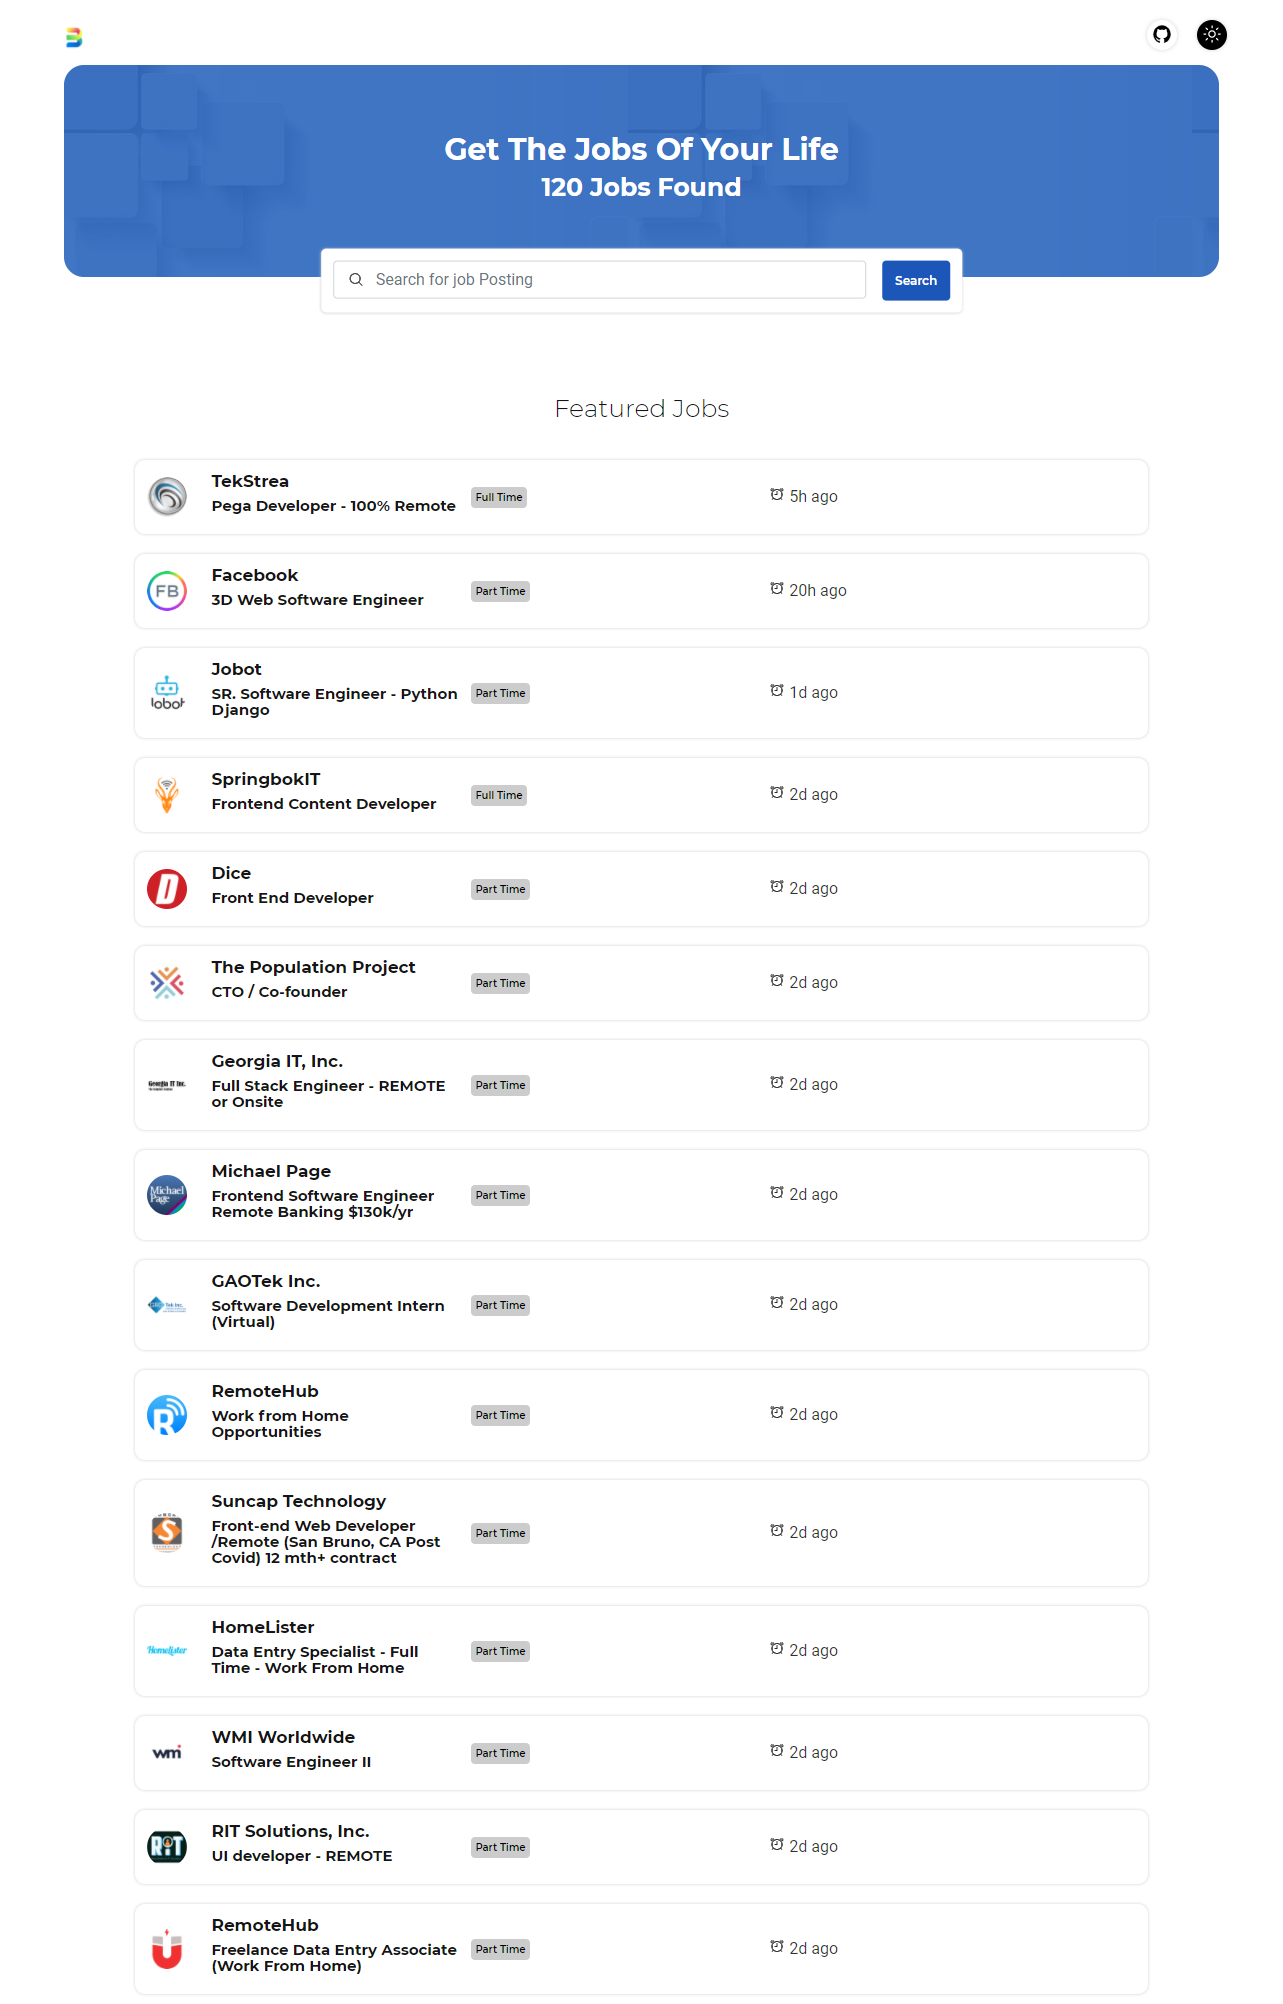 Get The Jobs Of Your Life
120 Jobs Found
Search for job Posting
Search
Featured Jobs
TekStrea
Pega Developer - 100% Remote
Full Time
5h ago
FB
Facebook
3D Web Software Engineer
Part Time
20h ago
Jobot
SR. Software Engineer - Python
Django
Part Time
1d ago
SpringbokIT
Frontend Content Developer
Full Time
2d ago
D
Dice
Front End Developer
Part Time
2d ago
The Population Project
CTO / Co-founder
Part Time
2d ago
Georgia IT Inc.
Georgia IT, Inc.
Full Stack Engineer - REMOTE
or Onsite
Part Time
2d ago
Michael
Page
Michael Page
Frontend Software Engineer
Remote Banking $130k/yr
Part Time
2d ago
GAOTek Inc.
Software Development Intern
(Virtual)
Part Time
2d ago
R
RemoteHub
Work from Home
Opportunities
Part Time
2d ago
S
Suncap Technology
Front-end Web Developer
/Remote (San Bruno, CA Post
Covid) 12 mth+ contract
Part Time
2d ago
HomeLister
HomeLister
Data Entry Specialist - Full
Time - Work From Home
Part Time
2d ago
wmi
WMI Worldwide
Software Engineer II
Part Time
2d ago
RIT
RIT Solutions, Inc.
UI developer - REMOTE
Part Time
2d ago
RemoteHub
Freelance Data Entry Associate
(Work From Home)
Part Time
2d ago